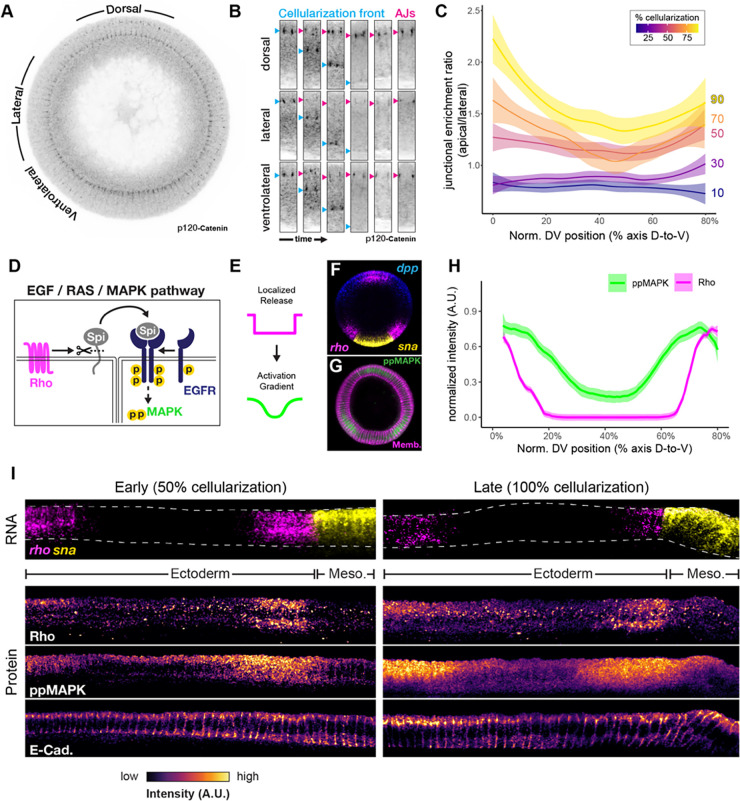 A
Dorsal
Lateral
Ventrolateral
p120-Catenin
B
Cellularization front
AJs
dorsal
lateral
ventrolateral
time
p120-Catenin
C
% cellularization
25 50 75
junctional enrichment ratio
(apical/lateral)
2.5
2.0
1.5
1.0
90
70
50
30
10
0 20 40 60 80%
Norm. DV position (% axis D-to-V)
D
EGF / RAS / MAPK pathway
Rho
Spi
Spi
EGFR
p
p
p
p
p
p
pp
MAPK
E
Localized
Release
Activation
Gradient
F
dpp
rho
sna
G
ppMAPK
Memb.
H
ppMAPK
Rho
normalized intensity (A.U.)
0.9
0.6
0.3
0.0
0% 20% 40% 60% 80%
Norm. DV position (% axis D-to-V)
I
Early (50% cellularization)
Late (100% cellularization)
RNA
rho sna
Ectoderm
Meso.
Ectoderm
Meso.
Protein
Rho
ppMAPK
E-Cad.
low
high
Intensity (A.U.)